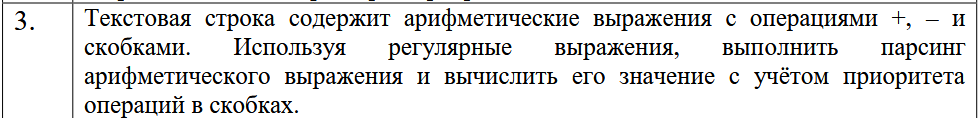 3.
Текстовая строка содержит арифметические выражения с операциями +, – и
скобками. Используя регулярные выражения, выполнить парсинг
арифметического выражения и вычислить его значение с учётом приоритета
операций в скобках.